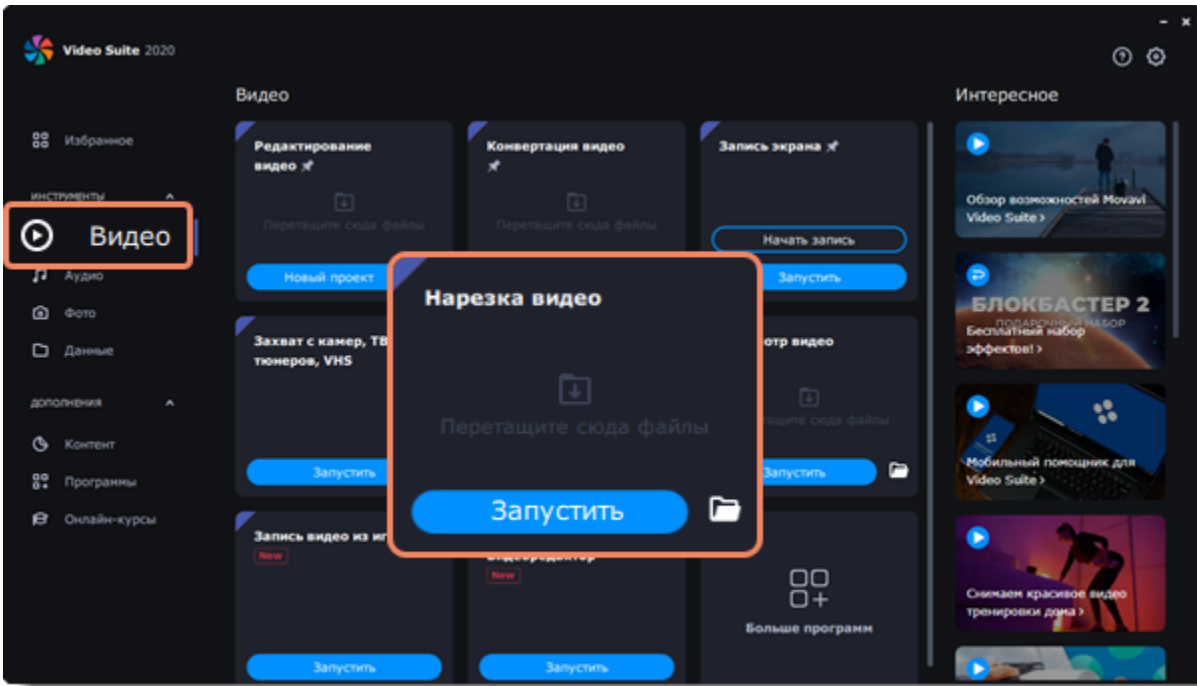 Video Suite 2020
Видео
Интересное
Избранное
ИНСТРУМЕНТЫ
Видео
Аудио
Фото
Данные
ДОПОЛНЕНИЯ
Контент
Программы
Онлайн-курсы
Редактирование
видео
Перетащите сюда файлы
Новый проект
Конвертация видео
Перетащите сюда файлы
Запись экрана
Начать запись
Запустить
Захват с камер, ТВ
тюнеров, VHS
Запустить
Нарезка видео
Перетащите сюда файлы
Запустить
отр видео
тащите сюда файлы
Запустить
Запись видео из иг
New
Запустить
Видеоредактор
New
Запустить
Больше программ
Обзор возможностей Movavi
Video Suite ›
БЛОКБАСТЕР 2
ПОДАРОЧНЫЙ НАБОР
Бесплатный набор
эффектов! ›
Мобильный помощник для
Video Suite ›
Снимаем красивое видео
тренировки дома ›